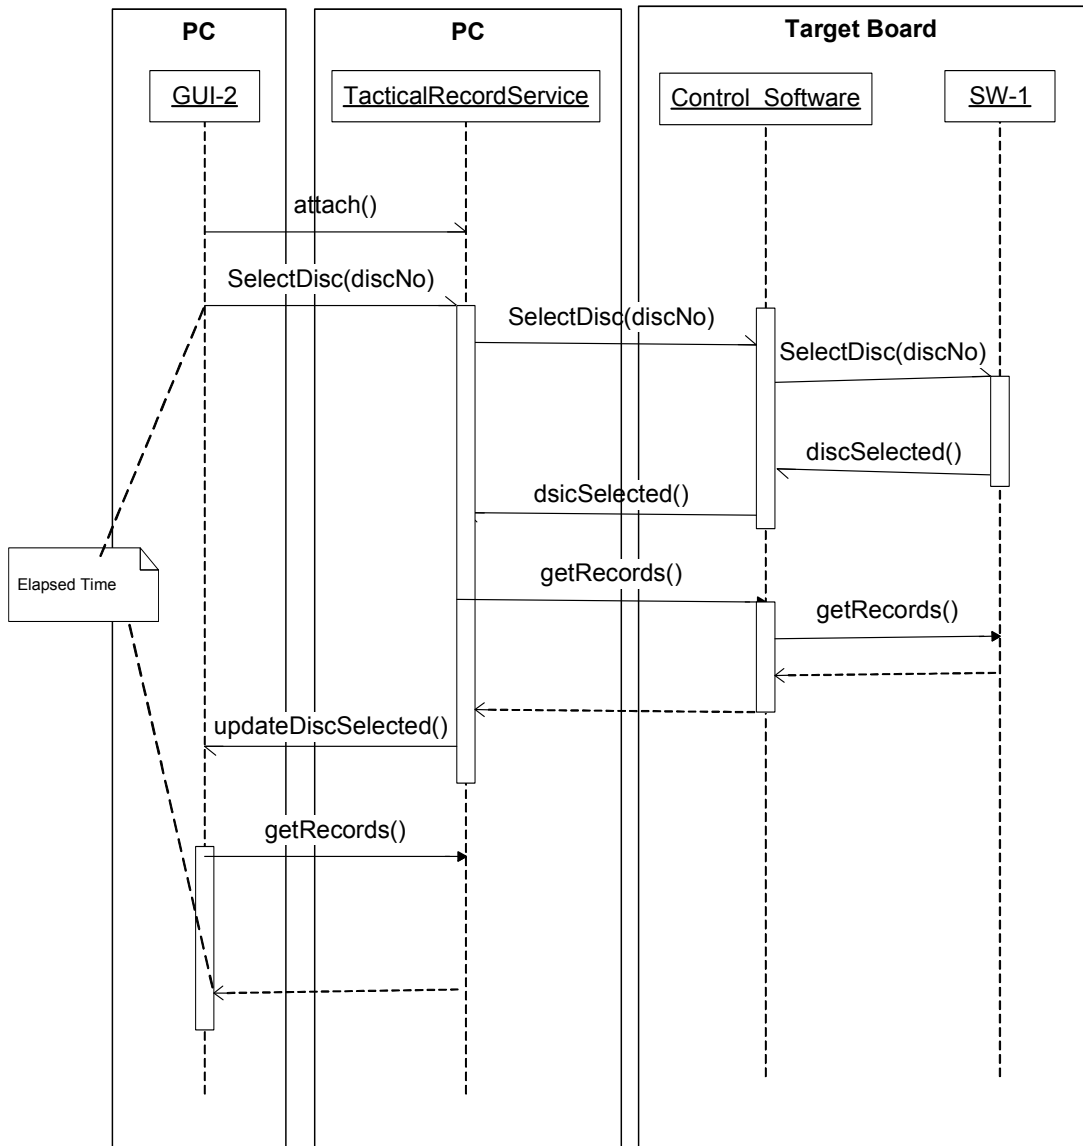 PC
PC
Target Board
GUI-2
TacticalRecordService
Control_Software
SW-1
attach()
SelectDisc(discNo)
SelectDisc(discNo)
SelectDisc(discNo)
discSelected()
dsicSelected()
getRecords()
Elapsed Time
getRecords()
updateDiscSelected()
getRecords()